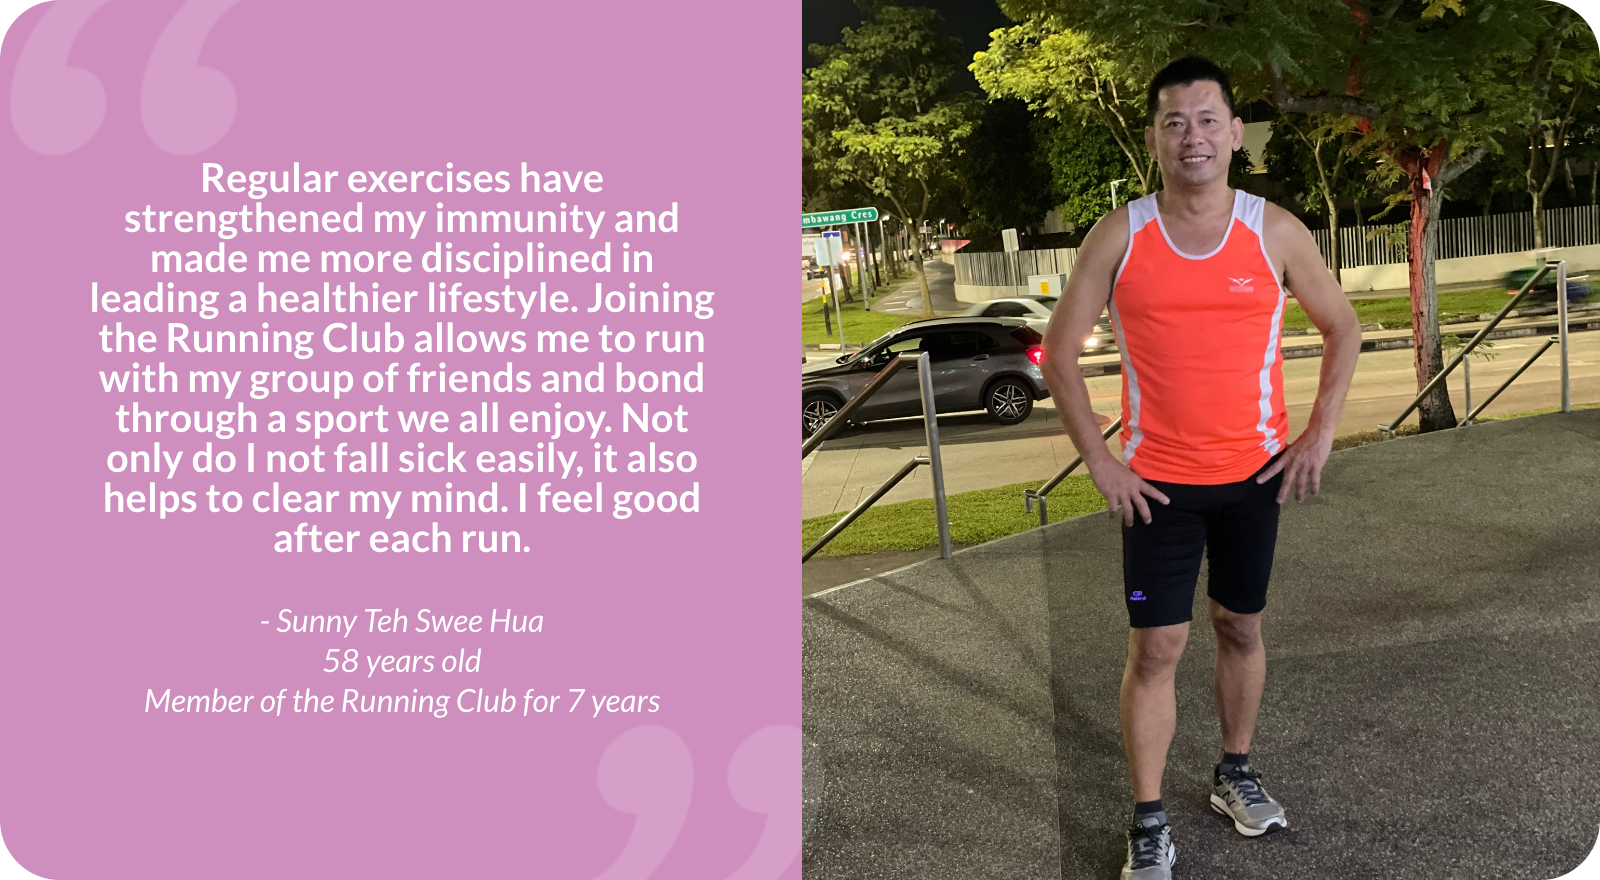 Regular exercises have
strengthened my immunity and
made me more disciplined in
leading a healthier lifestyle. Joining
the Running Club allows me to run
with my group of friends and bond
through a sport we all enjoy. Not
only do I not fall sick easily, it also
helps to clear my mind. I feel good
after each run.
- Sunny Teh Swee Hua
58 years old
Member of the Running Club for 7 years
mbawang Cres